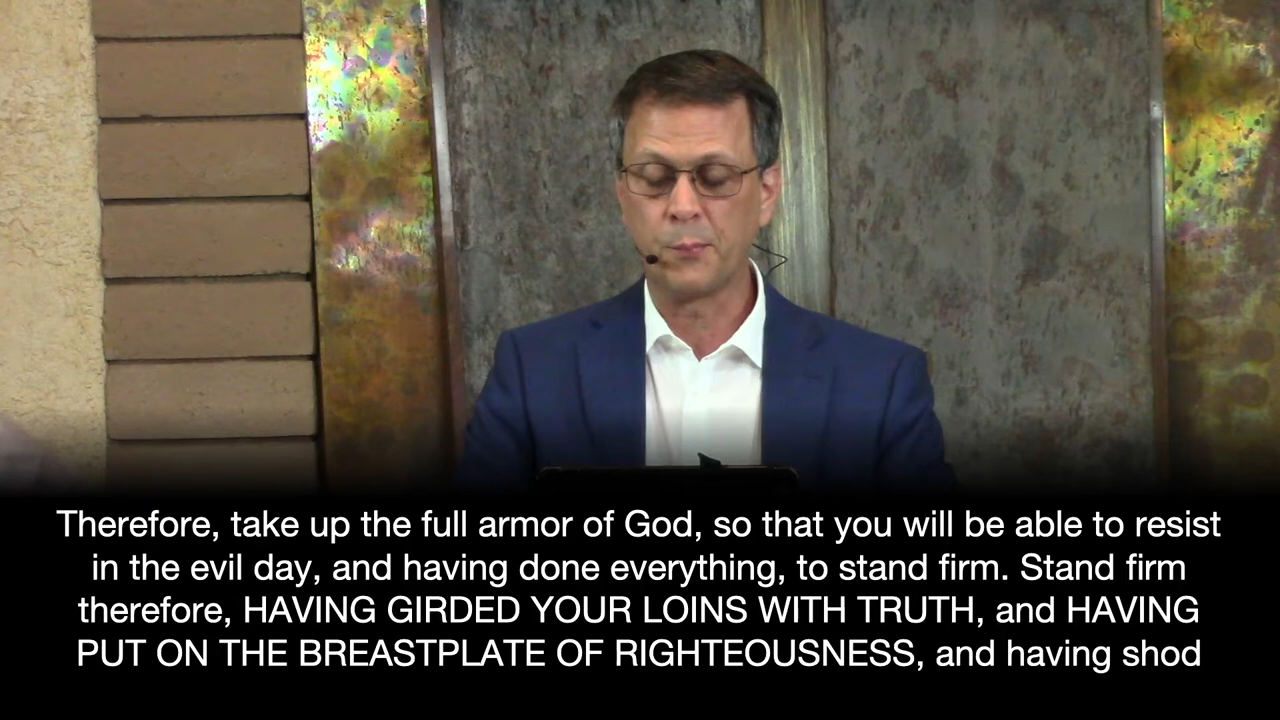 Therefore, take up the full armor of God, so that you will be able to resist
in the evil day, and having done everything, to stand firm. Stand firm
therefore, HAVING GIRDED YOUR LOINS WITH TRUTH, and HAVING
PUT ON THE BREASTPLATE OF RIGHTEOUSNESS, and having shod